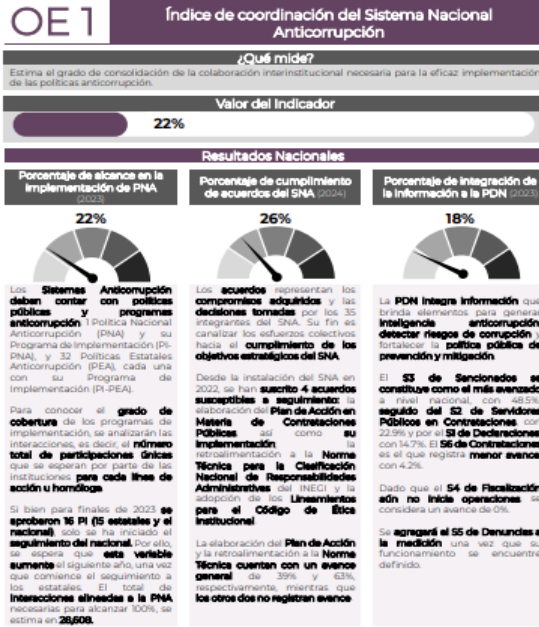 OE 1
Índice de coordinación del Sistema Nacional
Anticorrupción
¿Qué mide?
Estima el grado de consolidación de la colaboración interinstitucional necesaria para la eficaz implementación
de las políticas anticorrupción.
Valor del Indicador
22%
Resultados Nacionales
Porcentaje de alcance en la
implementación de PNA
(2023)
22%
Los Sistemas Anticorrupción
deben contar con políticas
públicas y programas
anticorrupción 1 Política Nacional
Anticorrupción (PNA) y su
Programa de Implementación (PI-
PNA), y 32 Políticas Estatales
Anticorrupción (PEA), cada una
con su Programa de
Implementación (PI-PEA).
Para conocer el grado de
cobertura de los programas de
implementación, se analizarán las
interacciones, es decir, el número
total de participaciones únicas
que se esperan por parte de las
instituciones para cada línea de
acción u homóloga.
Si bien para finales de 2023 se
aprobaron 16 PI (15 estatales y el
nacional), solo se ha iniciado el
seguimiento del nacional. Por ello,
se espera que esta variable
aumente el siguiente año, una vez
que comience el seguimiento a
los estatales. El total de
interacciones alineadas a la PNA
necesarias para alcanzar 100%, se
estima en 28,608.
Porcentaje de cumplimiento
de acuerdos del SNA (2024)
26%
Los acuerdos representan los
compromisos adquiridos y las
decisiones tomadas por los 35
integrantes del SNA. Su fin es
canalizar los esfuerzos colectivos
hacia el cumplimiento de los
objetivos estratégicos del SNA
Desde la instalación del SNA en
2022, se han suscrito 4 acuerdos
susceptibles a seguimiento: la
elaboración del Plan de Acción en
Materia de Contrataciones
Públicas así como su
implementación la
retroalimentación a la Norma
Técnica para la Clasificación
Nacional de Responsabilidades
Administrativas del INEGI y la
adopción de los Lineamientos
para el Código de Ética
Institucional
La elaboración del Plan de Acción
y la retroalimentación a la Norma
Técnica cuentan con un avance
general de 39% y 63%,
respectivamente, mientras que
los otros dos no registran avance
Porcentaje de integración de
la información a la PDN (2023)
18%
La PDN integra información que
brinda elementos para generar
inteligencia anticorrupción,
detectar riesgos de corrupción y
fortalecer la política pública de
prevención y mitigación.
El S3 de Sancionados se
constituye como el más avanzado
a nivel nacional, con 48.5%
seguido del S2 de Servidores
Públicos en Contrataciones, con
22.9% y por el S1 de Declaraciones
con 14.7%. El S6 de Contrataciones
es el que registra menor avance
con 4.2%.
Dado que el S4 de Fiscalización
aún no inicia operaciones se
considera un avance de 0%.
Se agregará el S5 de Denuncias a
la medición una vez que su
funcionamiento se encuentre
definido.